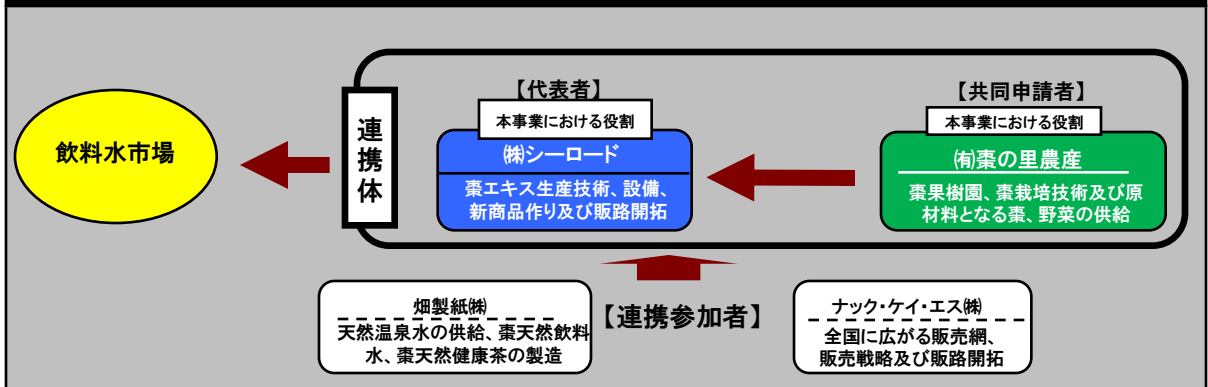 飲料水市場
連携体
【代表者】
本事業における役割
㈱シーロード
棗エキス生産技術、設備、
新商品作り及び販路開拓
【共同申請者】
本事業における役割
㈲棗の里農産
棗果樹園、棗栽培技術及び原
材料となる棗、野菜の供給
畑製紙㈱
天然温泉水の供給、棗天然飲料
水、棗天然健康茶の製造
【連携参加者】
ナック・ケイ・エス㈱
全国に広がる販売網、
販売戦略及び販路開拓